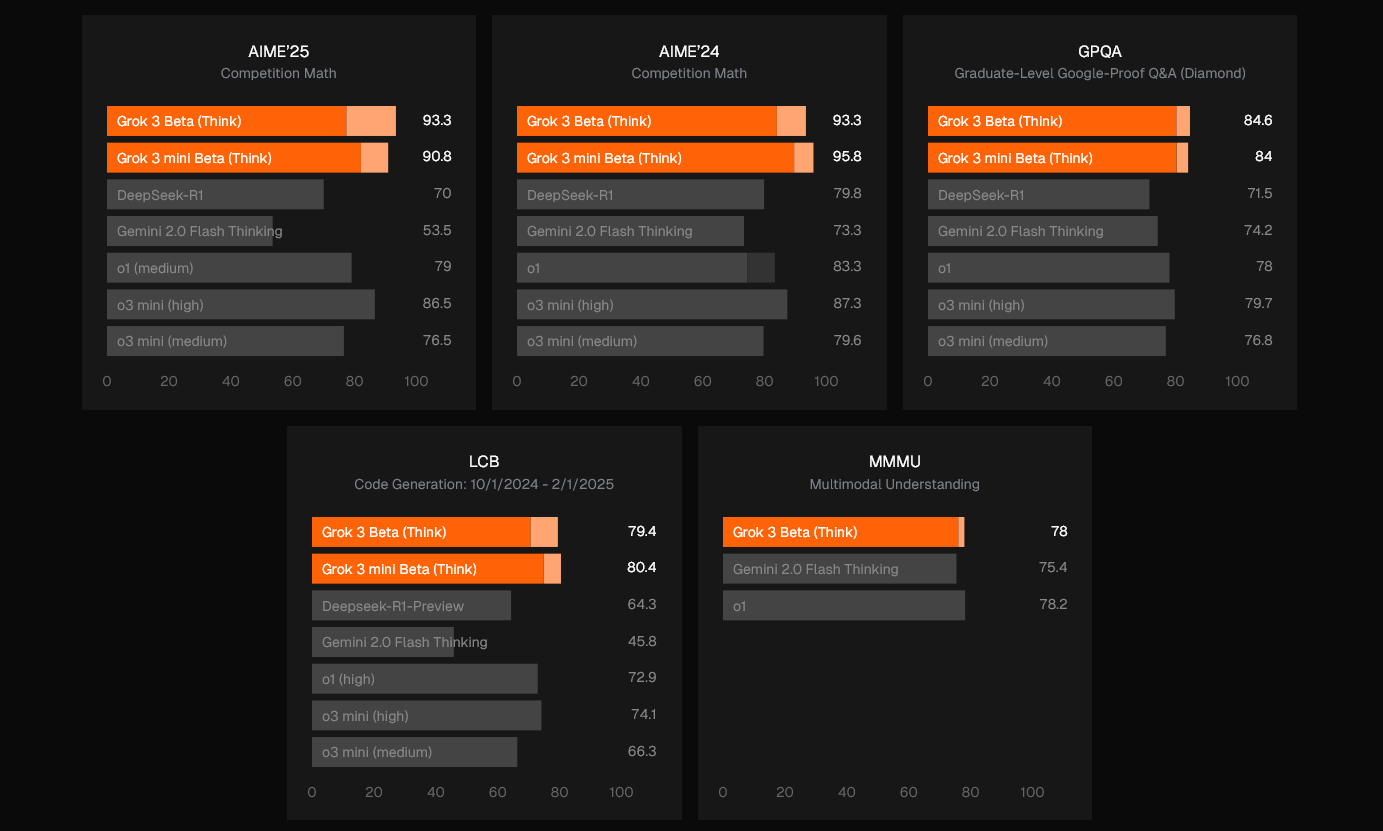 AIME’25
Competition Math
Grok 3 Beta (Think) 93.3
Grok 3 mini Beta (Think) 90.8
DeepSeek-R1 70
Gemini 2.0 Flash Thinking 53.5
o1 (medium) 79
o3 mini (high) 86.5
o3 mini (medium) 76.5
0 20 40 60 80 100
AIME’24
Competition Math
Grok 3 Beta (Think) 93.3
Grok 3 mini Beta (Think) 95.8
DeepSeek-R1 79.8
Gemini 2.0 Flash Thinking 73.3
o1 83.3
o3 mini (high) 87.3
o3 mini (medium) 79.6
0 20 40 60 80 100
GPQA
Graduate-Level Google-Proof Q&A (Diamond)
Grok 3 Beta (Think) 84.6
Grok 3 mini Beta (Think) 84
DeepSeek-R1 71.5
Gemini 2.0 Flash Thinking 74.2
o1 78
o3 mini (high) 79.7
o3 mini (medium) 76.8
0 20 40 60 80 100
LCB
Code Generation: 10/1/2024 - 2/1/2025
Grok 3 Beta (Think) 79.4
Grok 3 mini Beta (Think) 80.4
Deepseek-R1-Preview 64.3
Gemini 2.0 Flash Thinking 45.8
o1 (high) 72.9
o3 mini (high) 74.1
o3 mini (medium) 66.3
0 20 40 60 80 100
MMMU
Multimodal Understanding
Grok 3 Beta (Think) 78
Gemini 2.0 Flash Thinking 75.4
o1 78.2
0 20 40 60 80 100